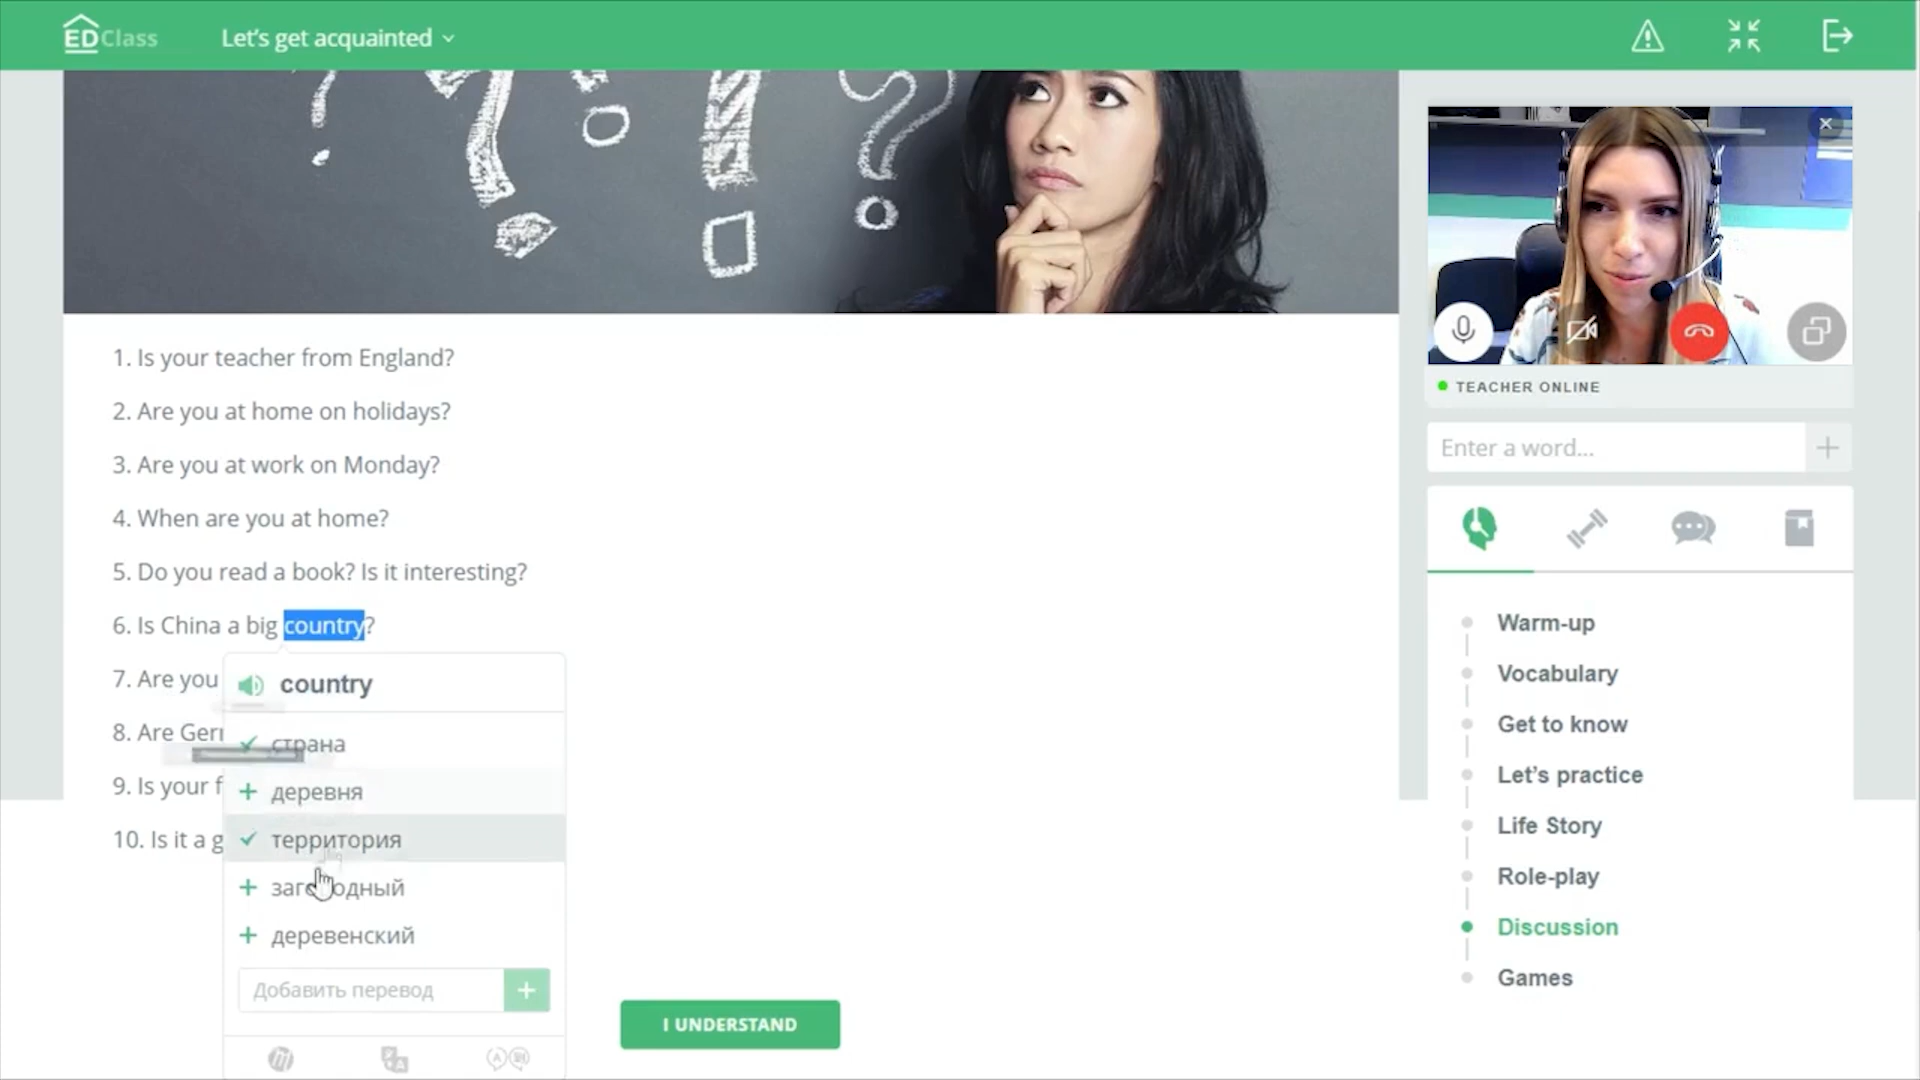 EDClass
Let's get acquainted
TEACHER ONLINE
Enter a word...
1. Is your teacher from England?
2. Are you at home on holidays?
3. Are you at work on Monday?
4. When are you at home?
5. Do you read a book? Is it interesting?
6. Is China a big country?
7. Are you
8. Are
9. Is your
10. Is it a
country
страна
деревня
территория
загородный
деревенский
Добавить перевод
I UNDERSTAND
Warm-up
Vocabulary
Get to know
Let's practice
Life Story
Role-play
Discussion
Games